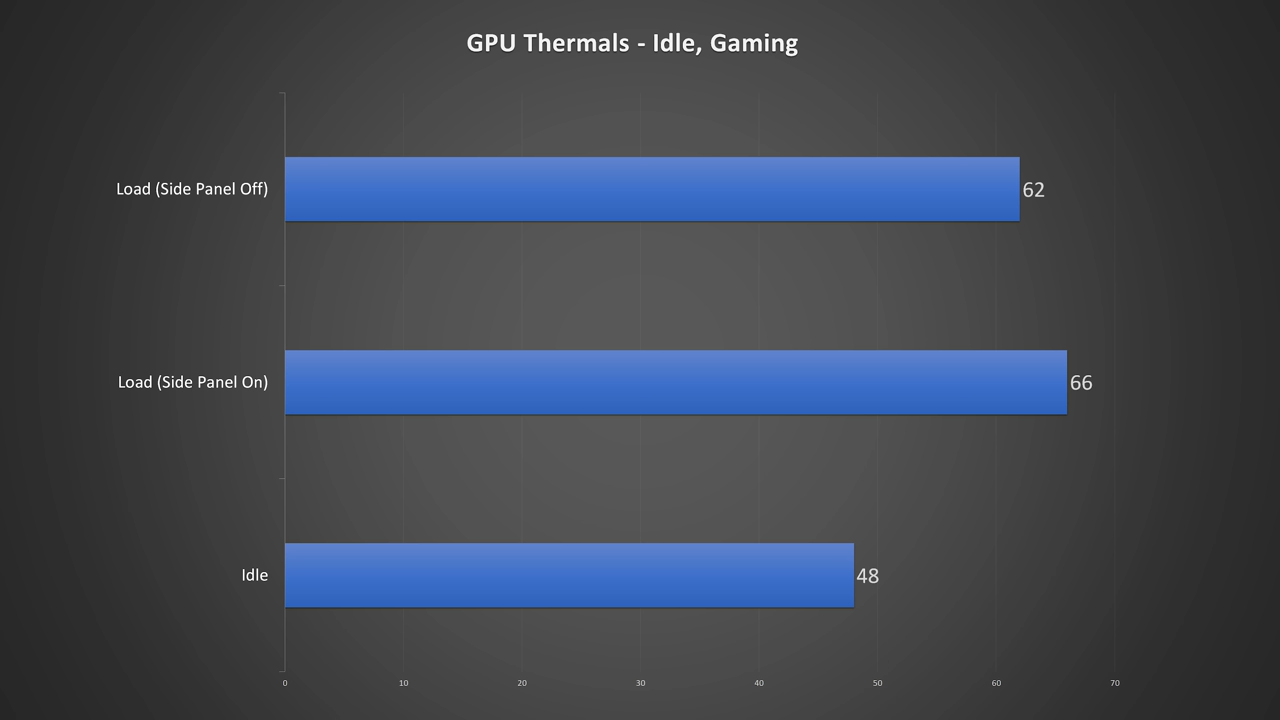 GPU Thermals - Idle, Gaming
Load (Side Panel Off)
62
Load (Side Panel On)
66
Idle
48
0 10 20 30 40 50 60 70